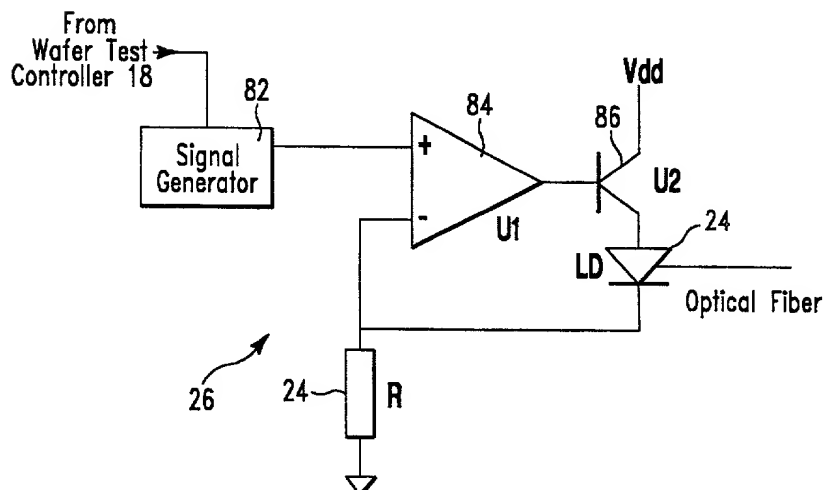 From
Wafer Test
Controller 18
82
Signal
Generator
+
-
84
U1
Vdd
86
U2
24
LD
Optical Fiber
26
24
R